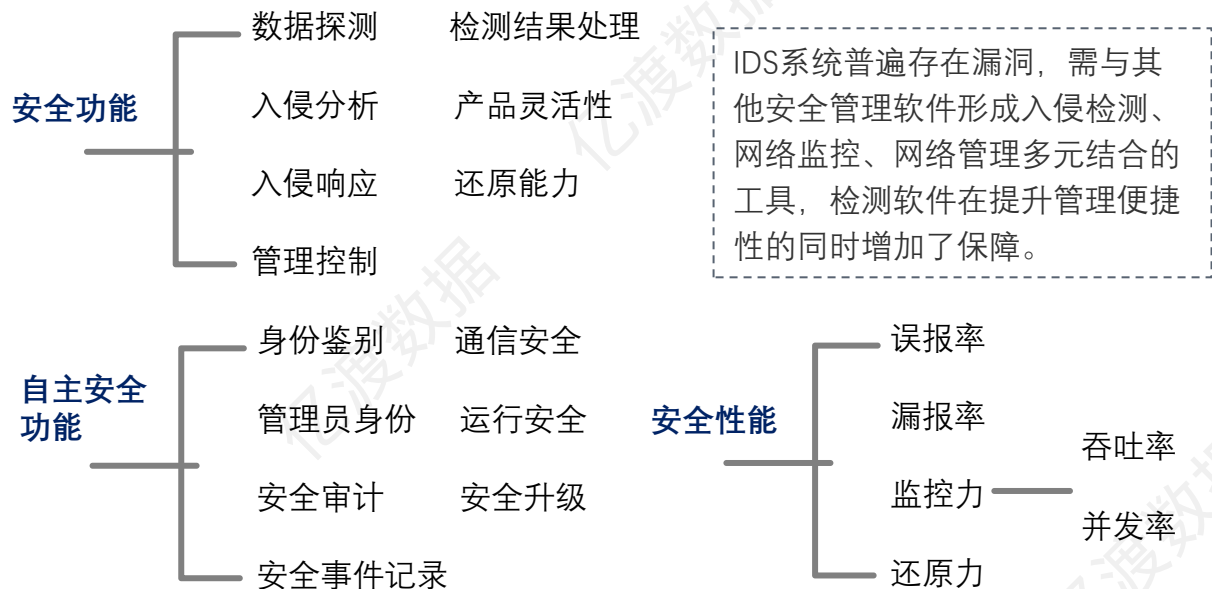 安全功能
数据探测 检测结果处理
入侵分析 产品灵活性
入侵响应 还原能力
管理控制
IDS系统普遍存在漏洞，需与其
他安全管理软件形成入侵检测、
网络监控、网络管理多元结合的
工具，检测软件在提升管理便捷
性的同时增加了保障。
自主安全
功能
身份鉴别 通信安全
管理员身份 运行安全
安全审计 安全升级
安全事件记录
安全性能
误报率
漏报率
监控力
吞吐率
并发率
还原力
亿渡数据
亿渡数据
亿渡数据